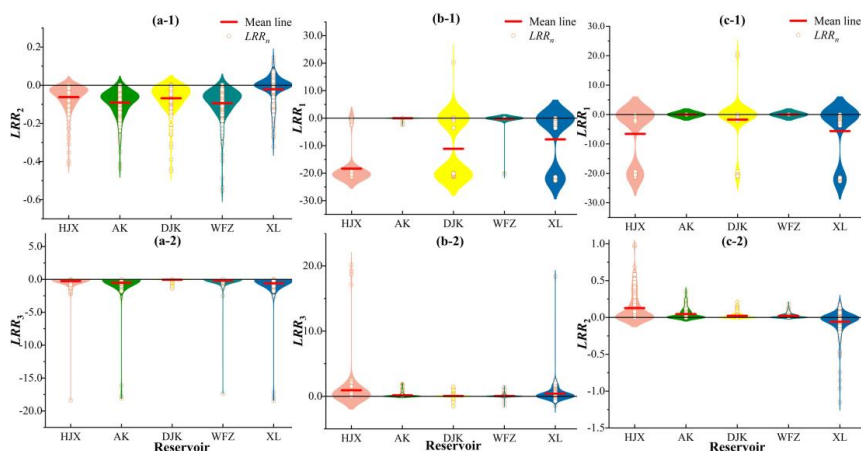 (a-1)
Mean line
LRRn
0.2
0.0
-0.2
-0.4
-0.6
LRR2
HJX AK DJK WFZ XL
(b-1)
Mean line
LRRn
30.0
20.0
10.0
0.0
-10.0
-20.0
-30.0
LRR1
HJX AK DJK WFZ XL
(c-1)
Mean line
LRRn
30.0
20.0
10.0
0.0
-10.0
-20.0
-30.0
LRR1
HJX AK DJK WFZ XL
(a-2)
5.0
0.0
-5.0
-10.0
-15.0
-20.0
LRR3
HJX AK DJK WFZ XL
Reservoir
(b-2)
20.0
10.0
0.0
LRR3
HJX AK DJK WFZ XL
Reservoir
(c-2)
1.0
0.5
0.0
-0.5
-1.0
-1.5
LRR2
HJX AK DJK WFZ XL
Reservoir